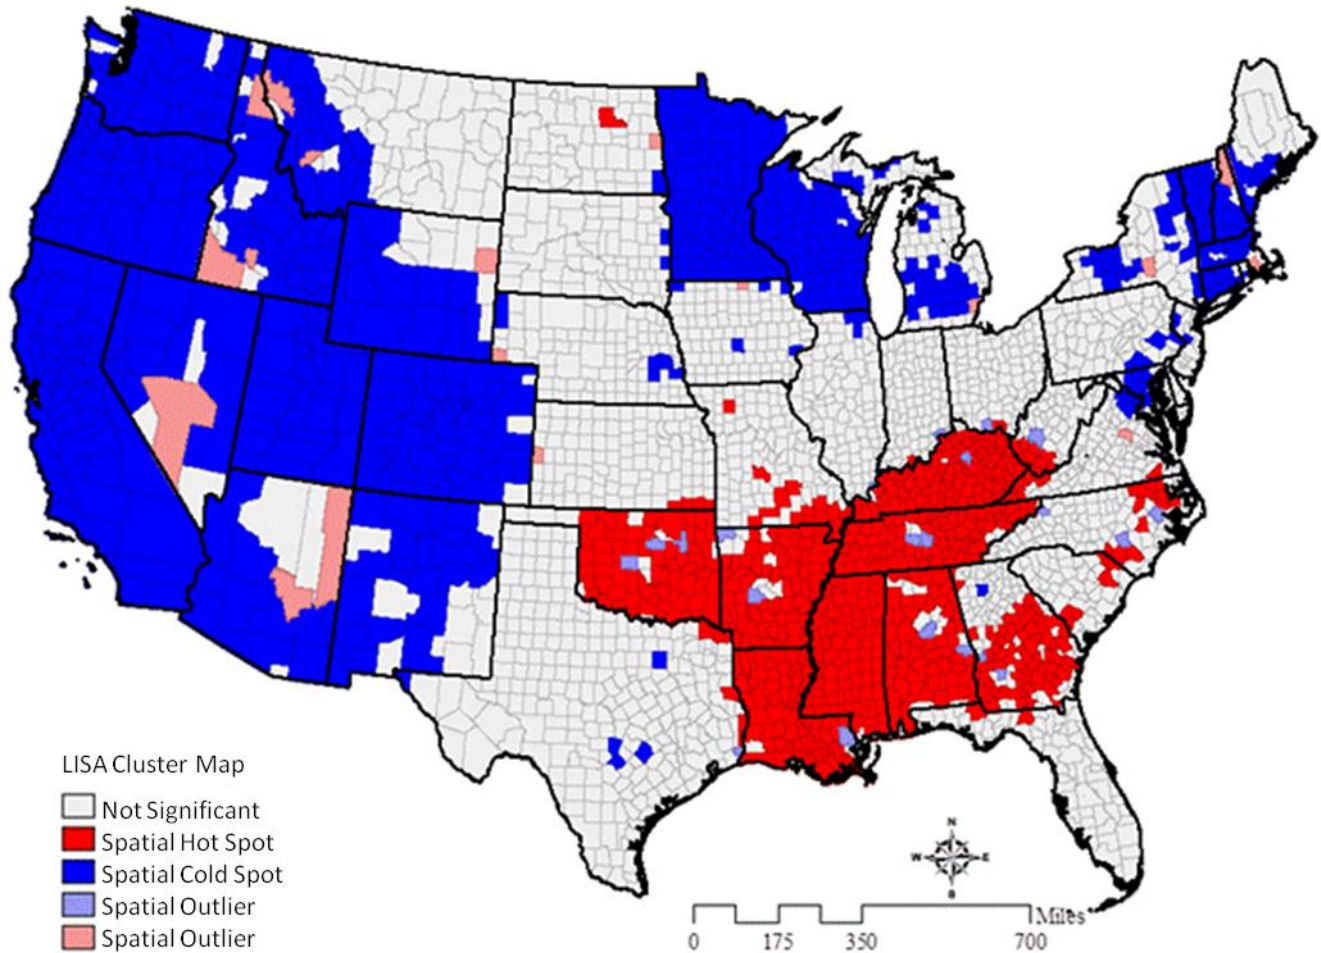 LISA Cluster Map
Not Significant
Spatial Hot Spot
Spatial Cold Spot
Spatial Outlier
Spatial Outlier
N
W E
S
Miles
0 175 350 700